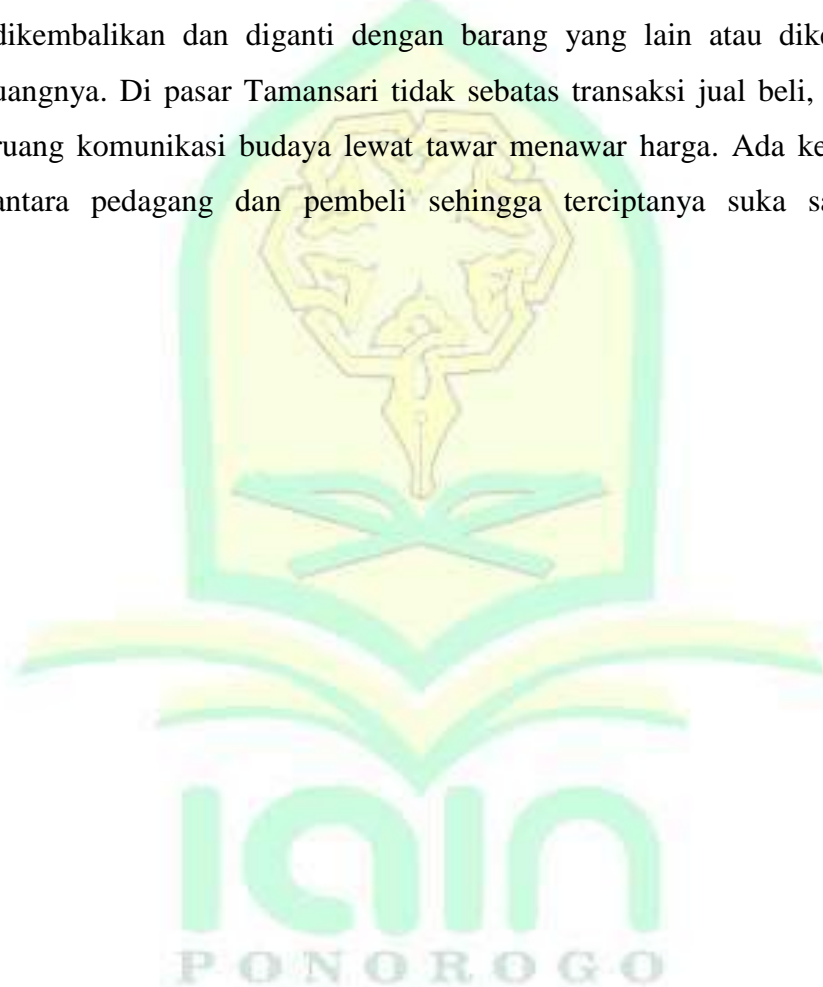 dikembalikan dan diganti dengan barang yang lain atau
uangnya. Di pasar Tamansari tidak sebatas transaksi jual beli,
ruang komunikasi budaya lewat tawar menawar harga. Ada
antara pedagang dan pembeli sehingga terciptanya suka
iain
PONOROGO